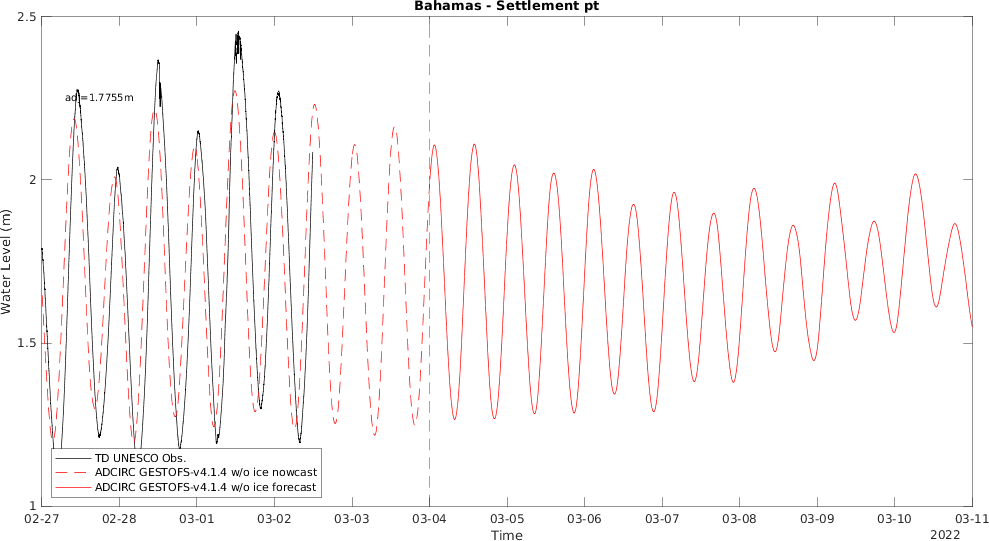 Bahamas - Settlement pt
2.5
2
1.5
1
Water Level (m)
adj=1.7755m
TD UNESCO Obs.
ADCIRC GESTOFS-v4.1.4 w/o ice nowcast
ADCIRC GESTOFS-v4.1.4 w/o ice forecast
02-27 02-28 03-01 03-02 03-03 03-04 03-05 03-06 03-07 03-08 03-09 03-10 03-11
Time
2022